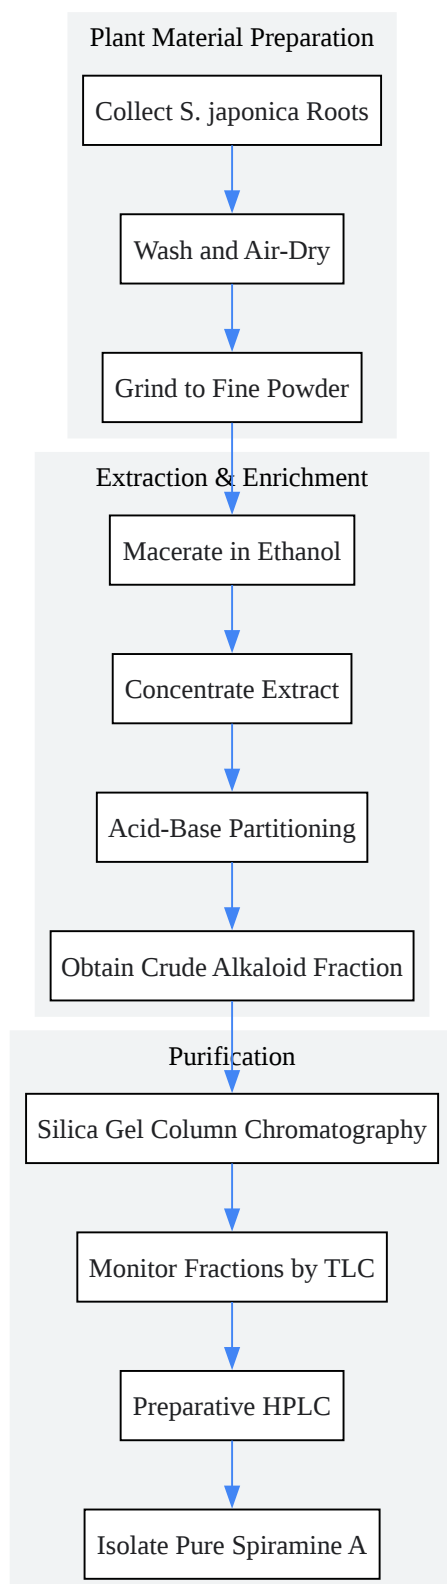 Plant Material Preparation
Collect S. japonica Roots
Wash and Air-Dry
Grind to Fine Powder
Extraction & Enrichment
Macerate in Ethanol
Concentrate Extract
Acid-Base Partitioning
Obtain Crude Alkaloid Fraction
Purification
Silica Gel Column Chromatography
Monitor Fractions by TLC
Preparative HPLC
Isolate Pure Spiramine A